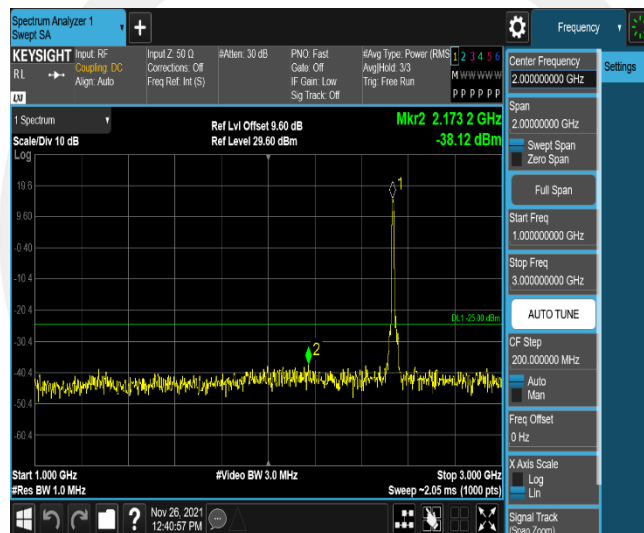 Spectrum Analyzer 1
Swept SA
+
Frequency
KEYSIGHT
RL
LXI
Input: RF
Coupling: DC
Align: Auto
Input Z: 50 Ω
Corrections: Off
Freq Ref: Int (S)
#Atten: 30 dB
PNO: Fast
Gate: Off
IF Gain: Low
Sig Track: Off
#Avg Type: Power (RMS
Avg|Hold: 3/3
Trig: Free Run
1 2 3 4 5 6
M W W W W W
P P P P P P
1 Spectrum
Scale/Div 10 dB
Log
Ref Lvl Offset 9.60 dB
Ref Level 29.60 dBm
Mkr2 2.173 2 GHz
-38.12 dBm
19.6
9.60
-0.40
-10.4
-20.4
-30.4
-40.4
-50.4
-60.4
1
DL1 -25.00 dBm
2
Start 1.000 GHz
#Res BW 1.0 MHz
#Video BW 3.0 MHz
Stop 3.000 GHz
Sweep ~2.05 ms (1000 pts)
?
Nov 26, 2021
12:40:57 PM
Center Frequency
2.000000000 GHz
Settings
Span
2.00000000 GHz
Swept Span
Zero Span
Full Span
Start Freq
1.000000000 GHz
Stop Freq
3.000000000 GHz
AUTO TUNE
CF Step
200.000000 MHz
Auto
Man
Freq Offset
0 Hz
X Axis Scale
Log
Lin
Signal Track
(Span Zoom)